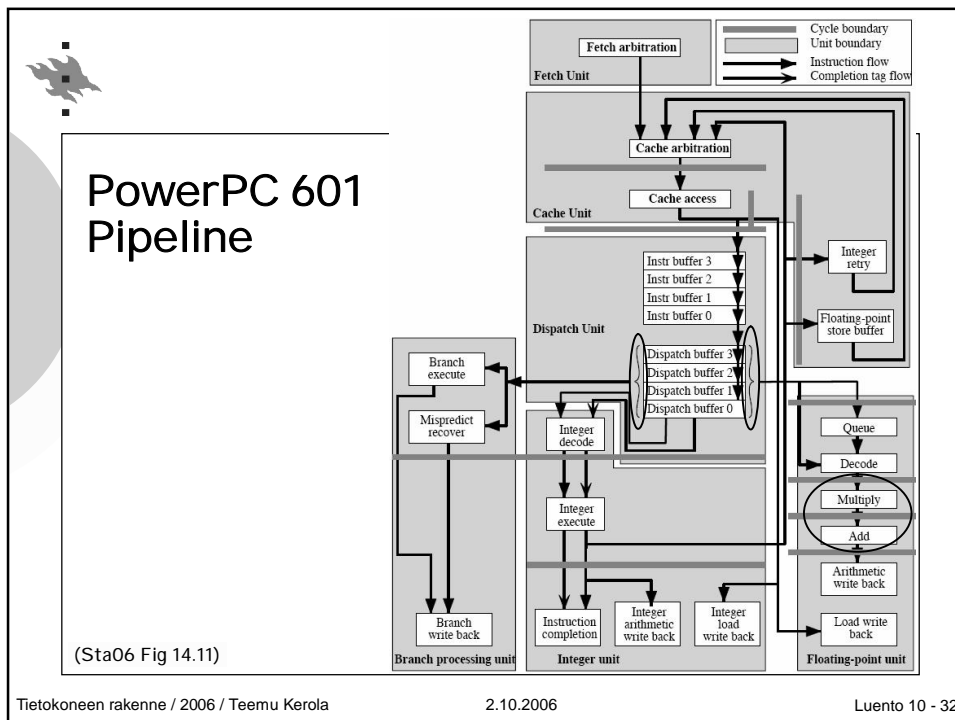 PowerPC 601
Pipeline
(Sta06 Fig 14.11)
Cycle boundary
Unit boundary
Instruction flow
Completion tag flow
Fetch arbitration
Fetch Unit
Cache arbitration
Cache access
Cache Unit
Integer
retry
Floating-point
store buffer
Instr buffer 3
Instr buffer 2
Instr buffer 1
Instr buffer 0
Dispatch Unit
Dispatch buffer 3
Dispatch buffer 2
Dispatch buffer 1
Dispatch buffer 0
Branch
execute
Mispredict
recover
Branch
write back
Branch processing unit
Integer
decode
Integer
execute
Instruction
completion
Integer
arithmetic
write back
Integer
load
write back
Integer unit
Queue
Decode
Multiply
Add
Arithmetic
write back
Load write
back
Floating-point unit
Tietokoneen rakenne / 2006 / Teemu Kerola
2.10.2006
Luento 10 - 32